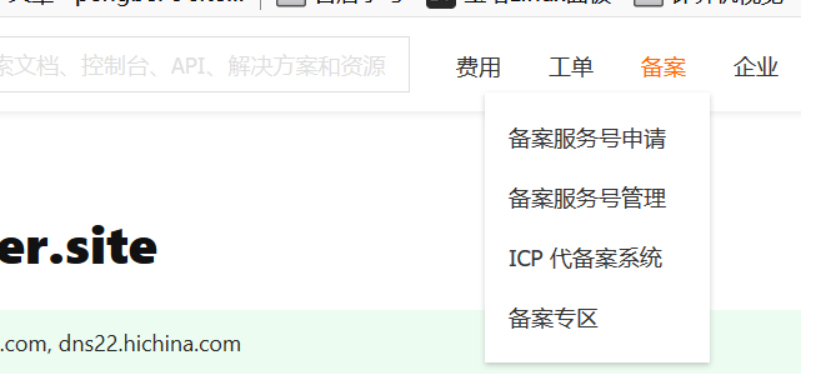 索文档、控制台、API、解决方案和资源 费用 工单 备案 企业
备案服务号申请
备案服务号管理
ICP 代备案系统
备案专区
er.site
.com, dns22.hichina.com